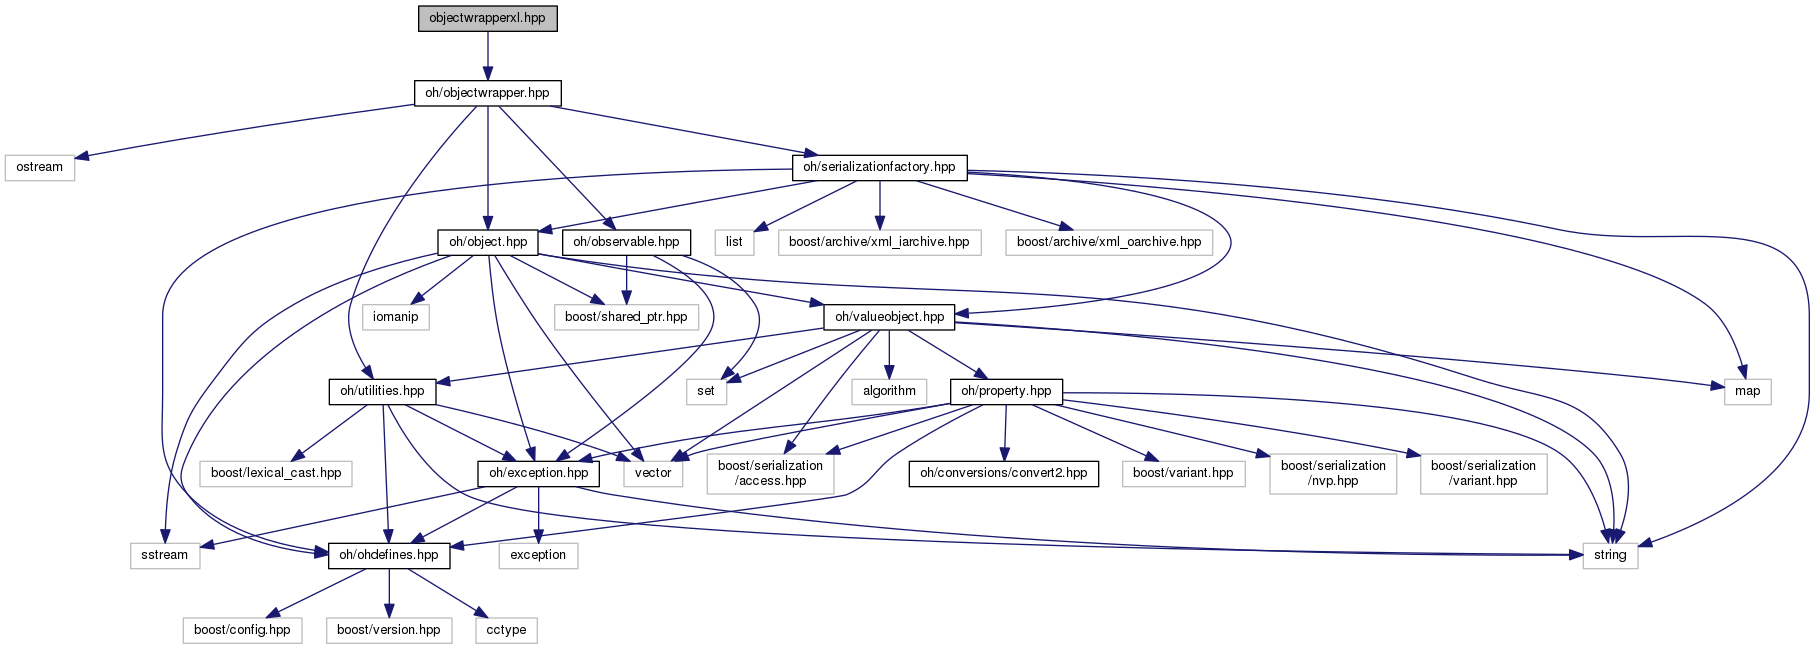 objectwrapperxl.hpp
oh/objectwrapper.hpp
ostream
oh/serializationfactory.hpp
oh/object.hpp
oh/observable.hpp
list
boost/archive/xml_iarchive.hpp
boost/archive/xml_oarchive.hpp
iomanip
boost/shared_ptr.hpp
oh/valueobject.hpp
oh/utilities.hpp
set
algorithm
oh/property.hpp
map
boost/lexical_cast.hpp
oh/exception.hpp
vector
boost/serialization
/access.hpp
oh/conversions/convert2.hpp
boost/variant.hpp
boost/serialization
/nvp.hpp
boost/serialization
/variant.hpp
sstream
oh/ohdefines.hpp
exception
string
boost/config.hpp
boost/version.hpp
cctype